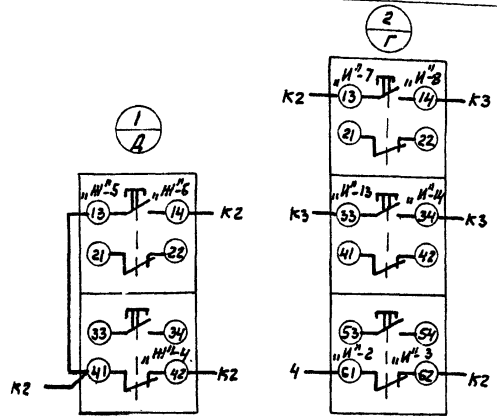 2
Г
„И"-7 „И"-8
К2 13 14 К3
21 22
„И"-13 „И"-14
К3 33 34 К3
41 42
53 54
„И"-2 „И"-3
4 61 62 К2
1
Д
„Ж"-5 „Ж"-6
13 14 К2
21 22
33 34
„Ж"-4
К2 41 42 К2